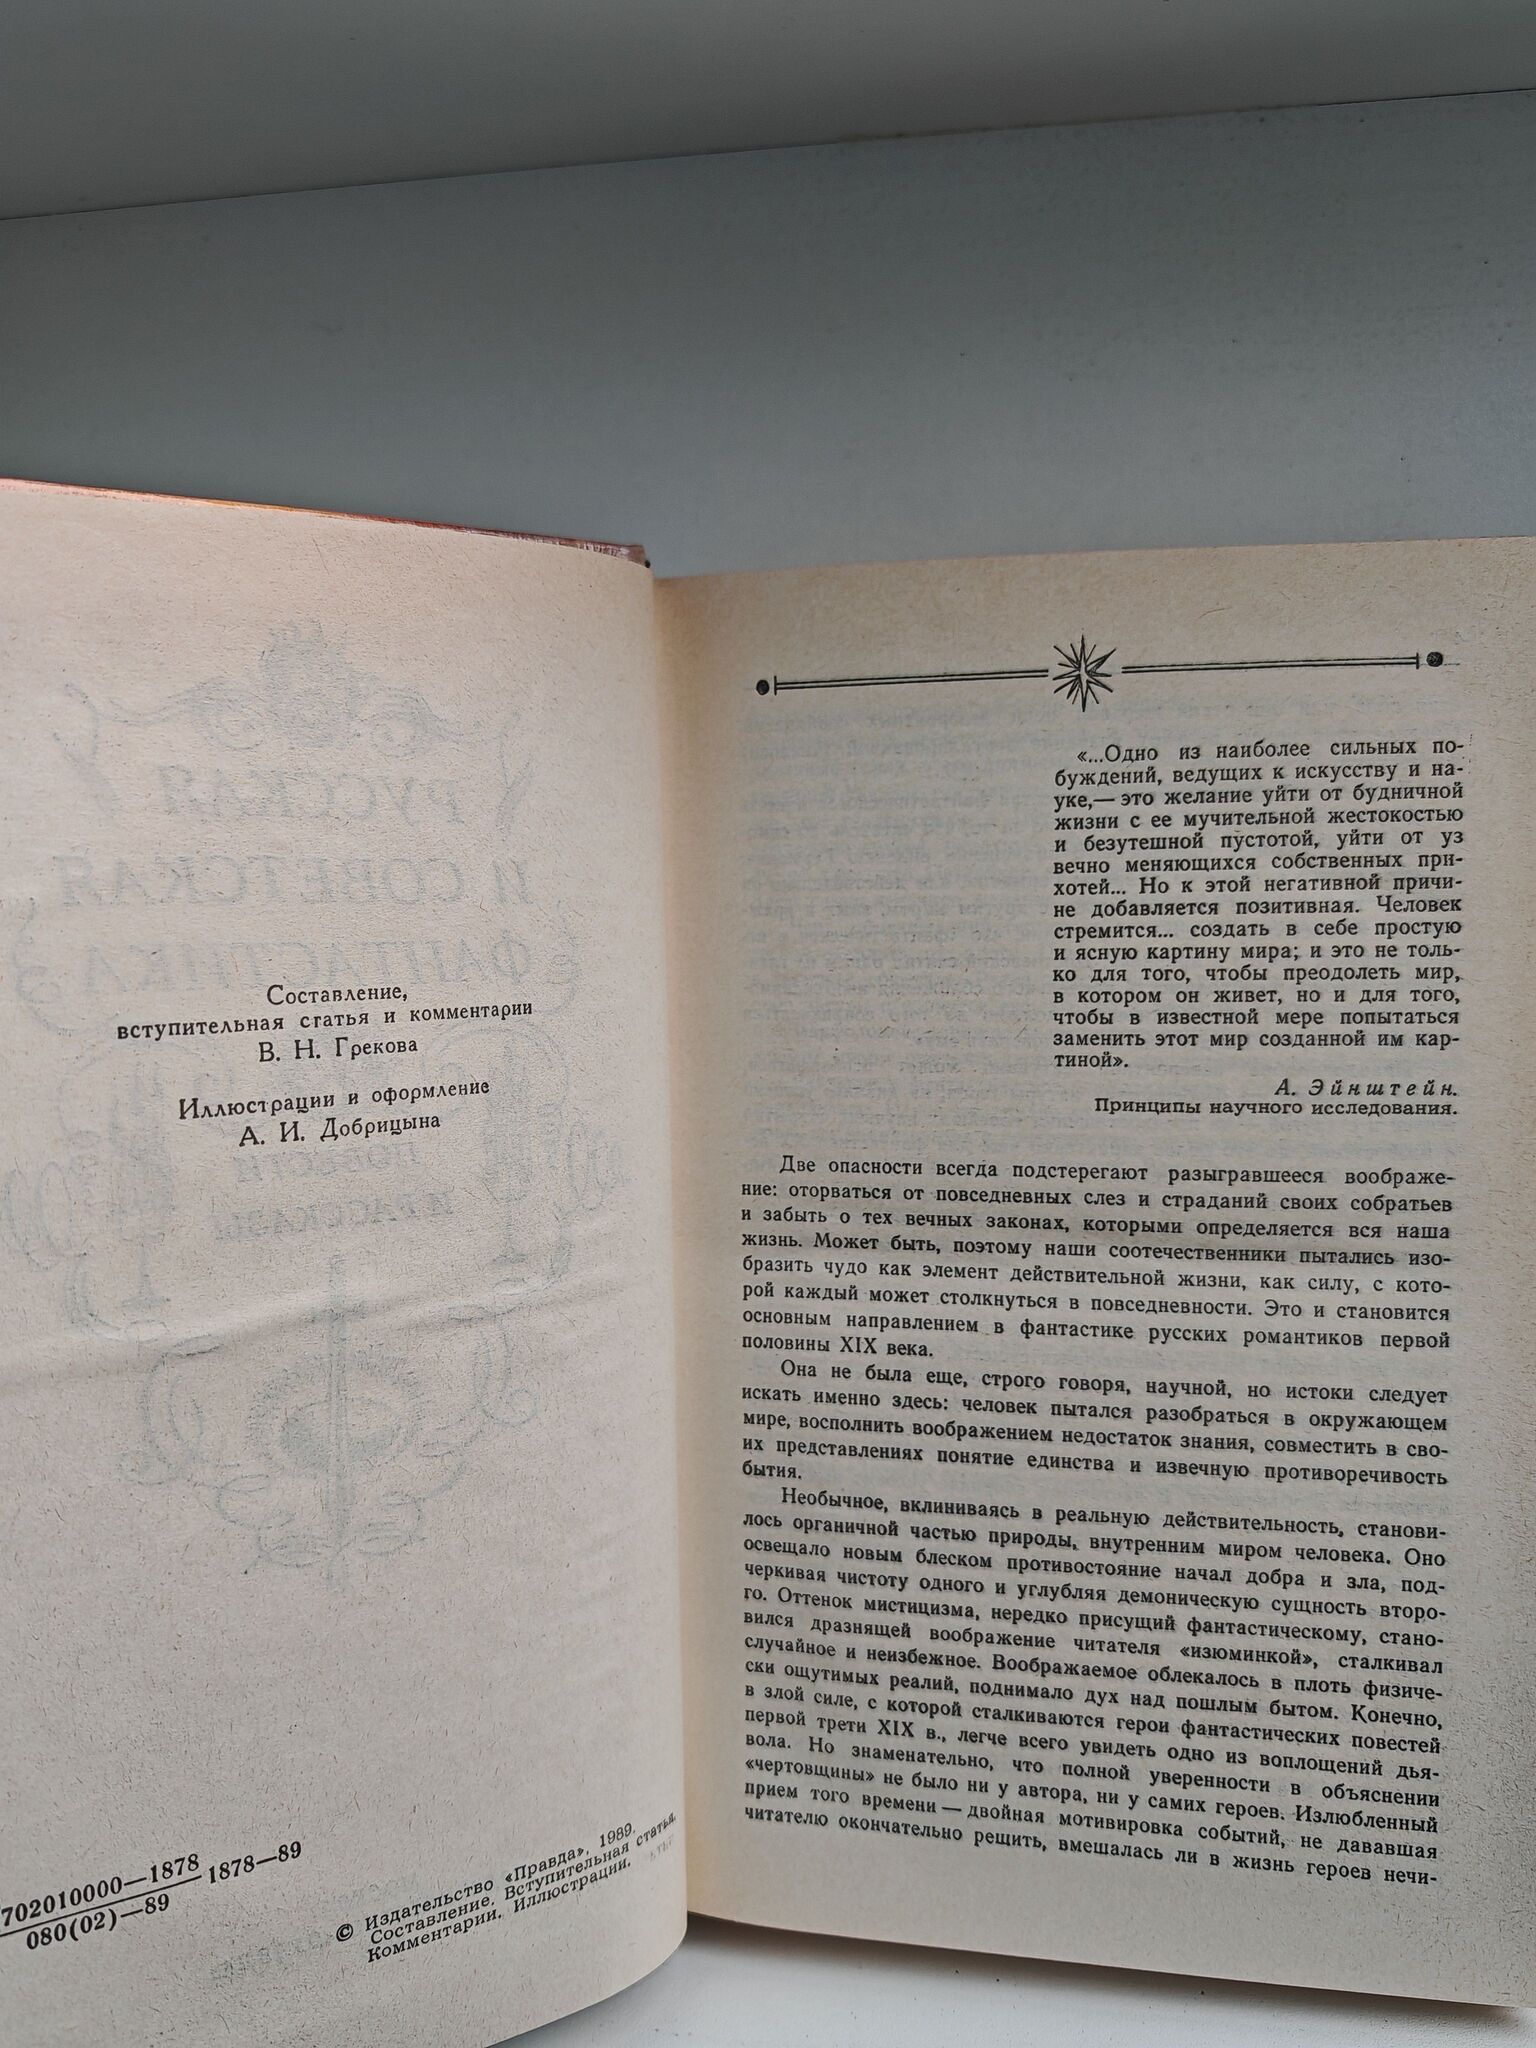 Составление,
вступительная статья и комментарии
В. Н. Грекова
Иллюстрации и оформление
А. И. Добрицына
702010000—1878
080(02)—89
1878—89
© Издательство «Правда», 1989.
Составление. Вступительная статья.
Комментарии. Иллюстрации.
«...Одно из наиболее сильных по-
буждений, ведущих к искусству и на-
уке,— это желание уйти от будничной
жизни с ее мучительной жестокостью
и безутешной пустотой, уйти от уз
вечно меняющихся собственных при-
хотей... Но к этой негативной причи-
не добавляется позитивная. Человек
стремится... создать в себе простую
и ясную картину мира; и это не толь-
ко для того, чтобы преодолеть мир,
в котором он живет, но и для того,
чтобы в известной мере попытаться
заменить этот мир созданной им кар-
тиной».
А. Эйнштейн.
Принципы научного исследования.
Две опасности всегда подстерегают разыгравшееся воображе-
ние: оторваться от повседневных слез и страданий своих собратьев
и забыть о тех вечных законах, которыми определяется вся наша
жизнь. Может быть, поэтому наши соотечественники пытались изо-
бразить чудо как элемент действительной жизни, как силу, с кото-
рой каждый может столкнуться в повседневности. Это и становится
основным направлением в фантастике русских романтиков первой
половины XIX века.
Она не была еще, строго говоря, научной, но истоки следует
искать именно здесь: человек пытался разобраться в окружающем
мире, восполнить воображением недостаток знания, совместить в сво-
их представлениях понятие единства и извечную противоречивость
бытия.
Необычное, вклиниваясь в реальную действительность, станови-
лось органичной частью природы, внутренним миром человека. Оно
освещало новым блеском противостояние начал добра и зла, под-
черкивая чистоту одного и углубляя демоническую сущность второ-
го. Оттенок мистицизма, нередко присущий фантастическому, стано-
вился дразнящей воображение читателя «изюминкой», сталкивал
случайное и неизбежное. Воображаемое облекалось в плоть физиче-
ски ощутимых реалий, поднимало дух над пошлым бытом. Конечно,
в злой силе, с которой сталкиваются герои фантастических повестей
первой трети XIX в., легче всего увидеть одно из воплощений дья-
вола. Но знаменательно, что полной уверенности в объяснении
«чертовщины» не было ни у автора, ни у самих героев. Излюбленный
прием того времени — двойная мотивировка событий, не дававшая
читателю окончательно решить, вмешалась ли в жизнь героев нечи-